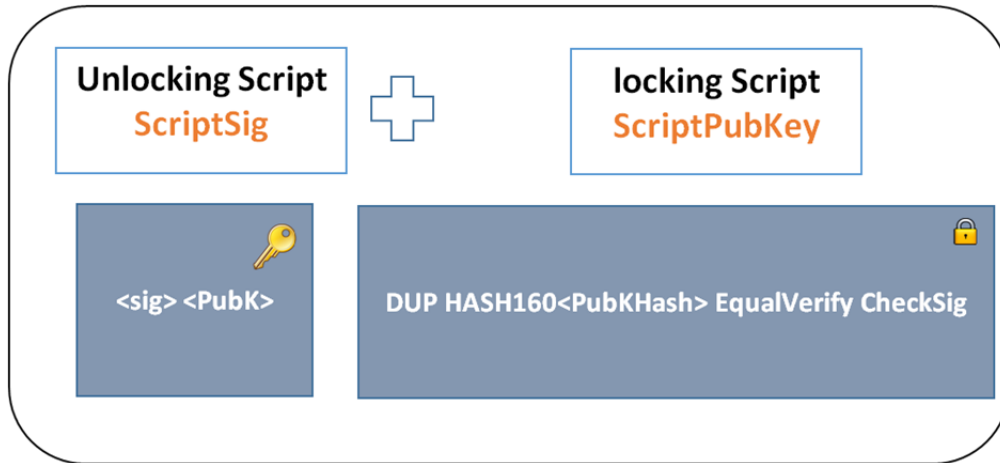 Unlocking Script
ScriptSig
locking Script
ScriptPubKey
<sig> <PubK>
DUP HASH160<PubKHash> EqualVerify CheckSig